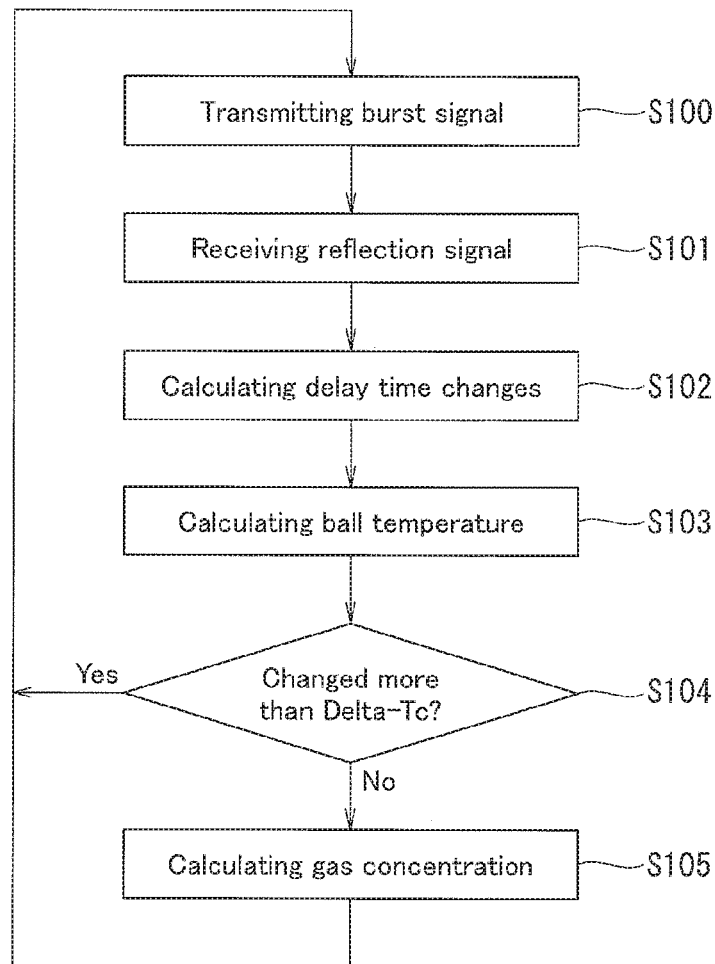 Transmitting burst signal
S100
Receiving reflection signal
S101
Calculating delay time changes
S102
Calculating ball temperature
S103
Yes
Changed more
than Delta-Tc?
S104
No
Calculating gas concentration
S105